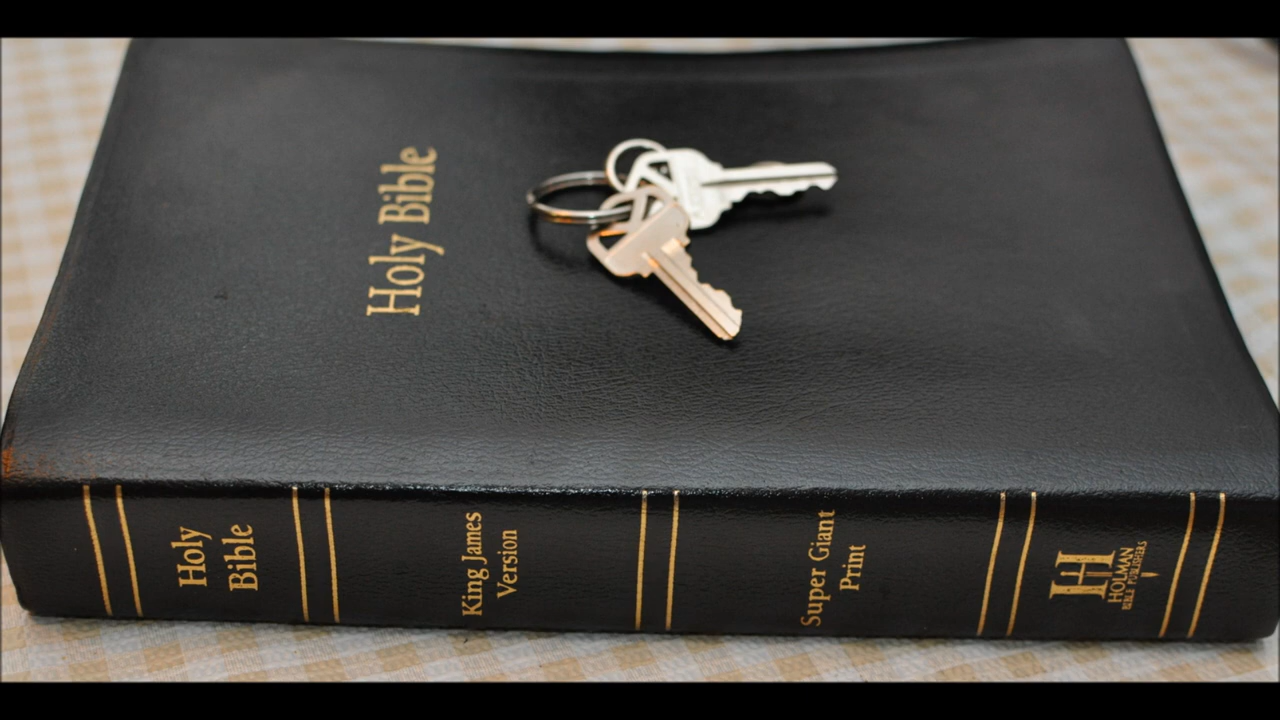 Holy Bible
Holy
Bible
King James
Version
Super Giant
Print
HOLMAN
BIBLE PUBLISHERS